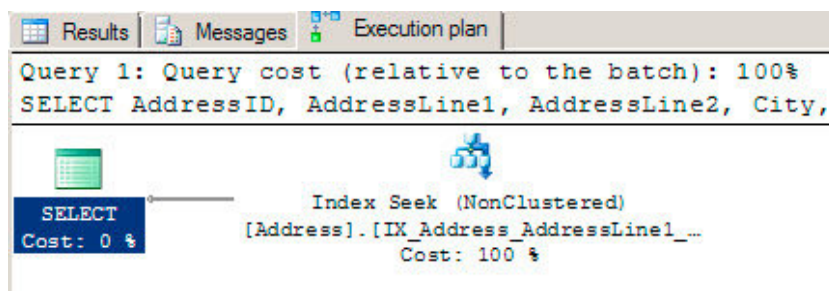 Results Messages Execution plan
Query 1: Query cost (relative to the batch): 100%
SELECT AddressID, AddressLine1, AddressLine2, City,
SELECT
Cost: 0 %
Index Seek (NonClustered)
[Address].[IX_Address_AddressLine1_…
Cost: 100 %